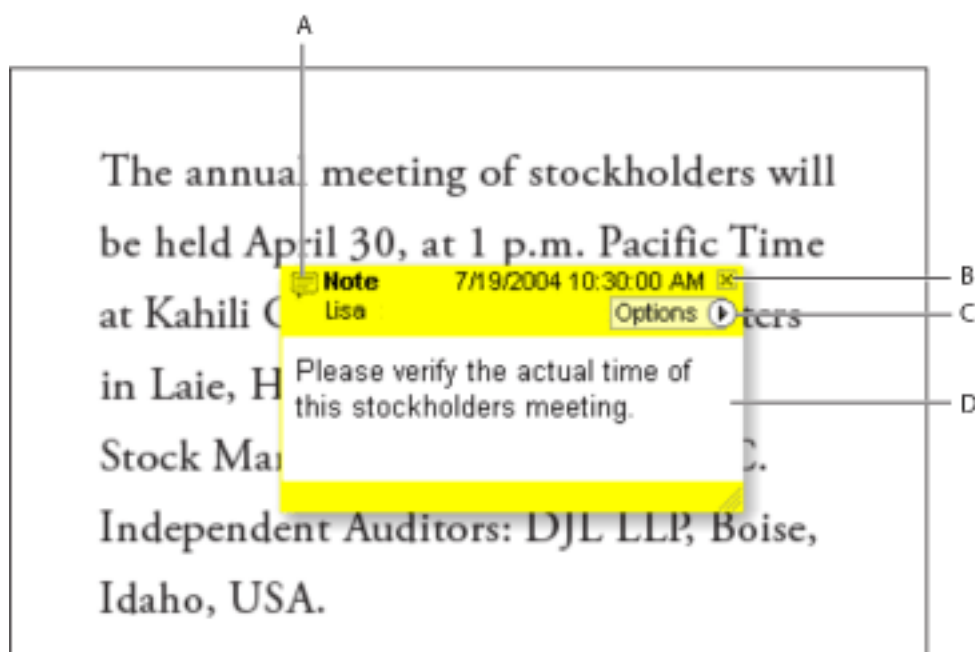 A
The annual meeting of stockholders will
be held April 30, at 1 p.m. Pacific Time
Note 7/19/2004 10:30:00 AM B
at Kahili Lisa Options C
Please verify the actual time of
in Laie,
this stockholders meeting. D
Stock
Independent Auditors: DJL LLP, Boise,
Idaho, USA.